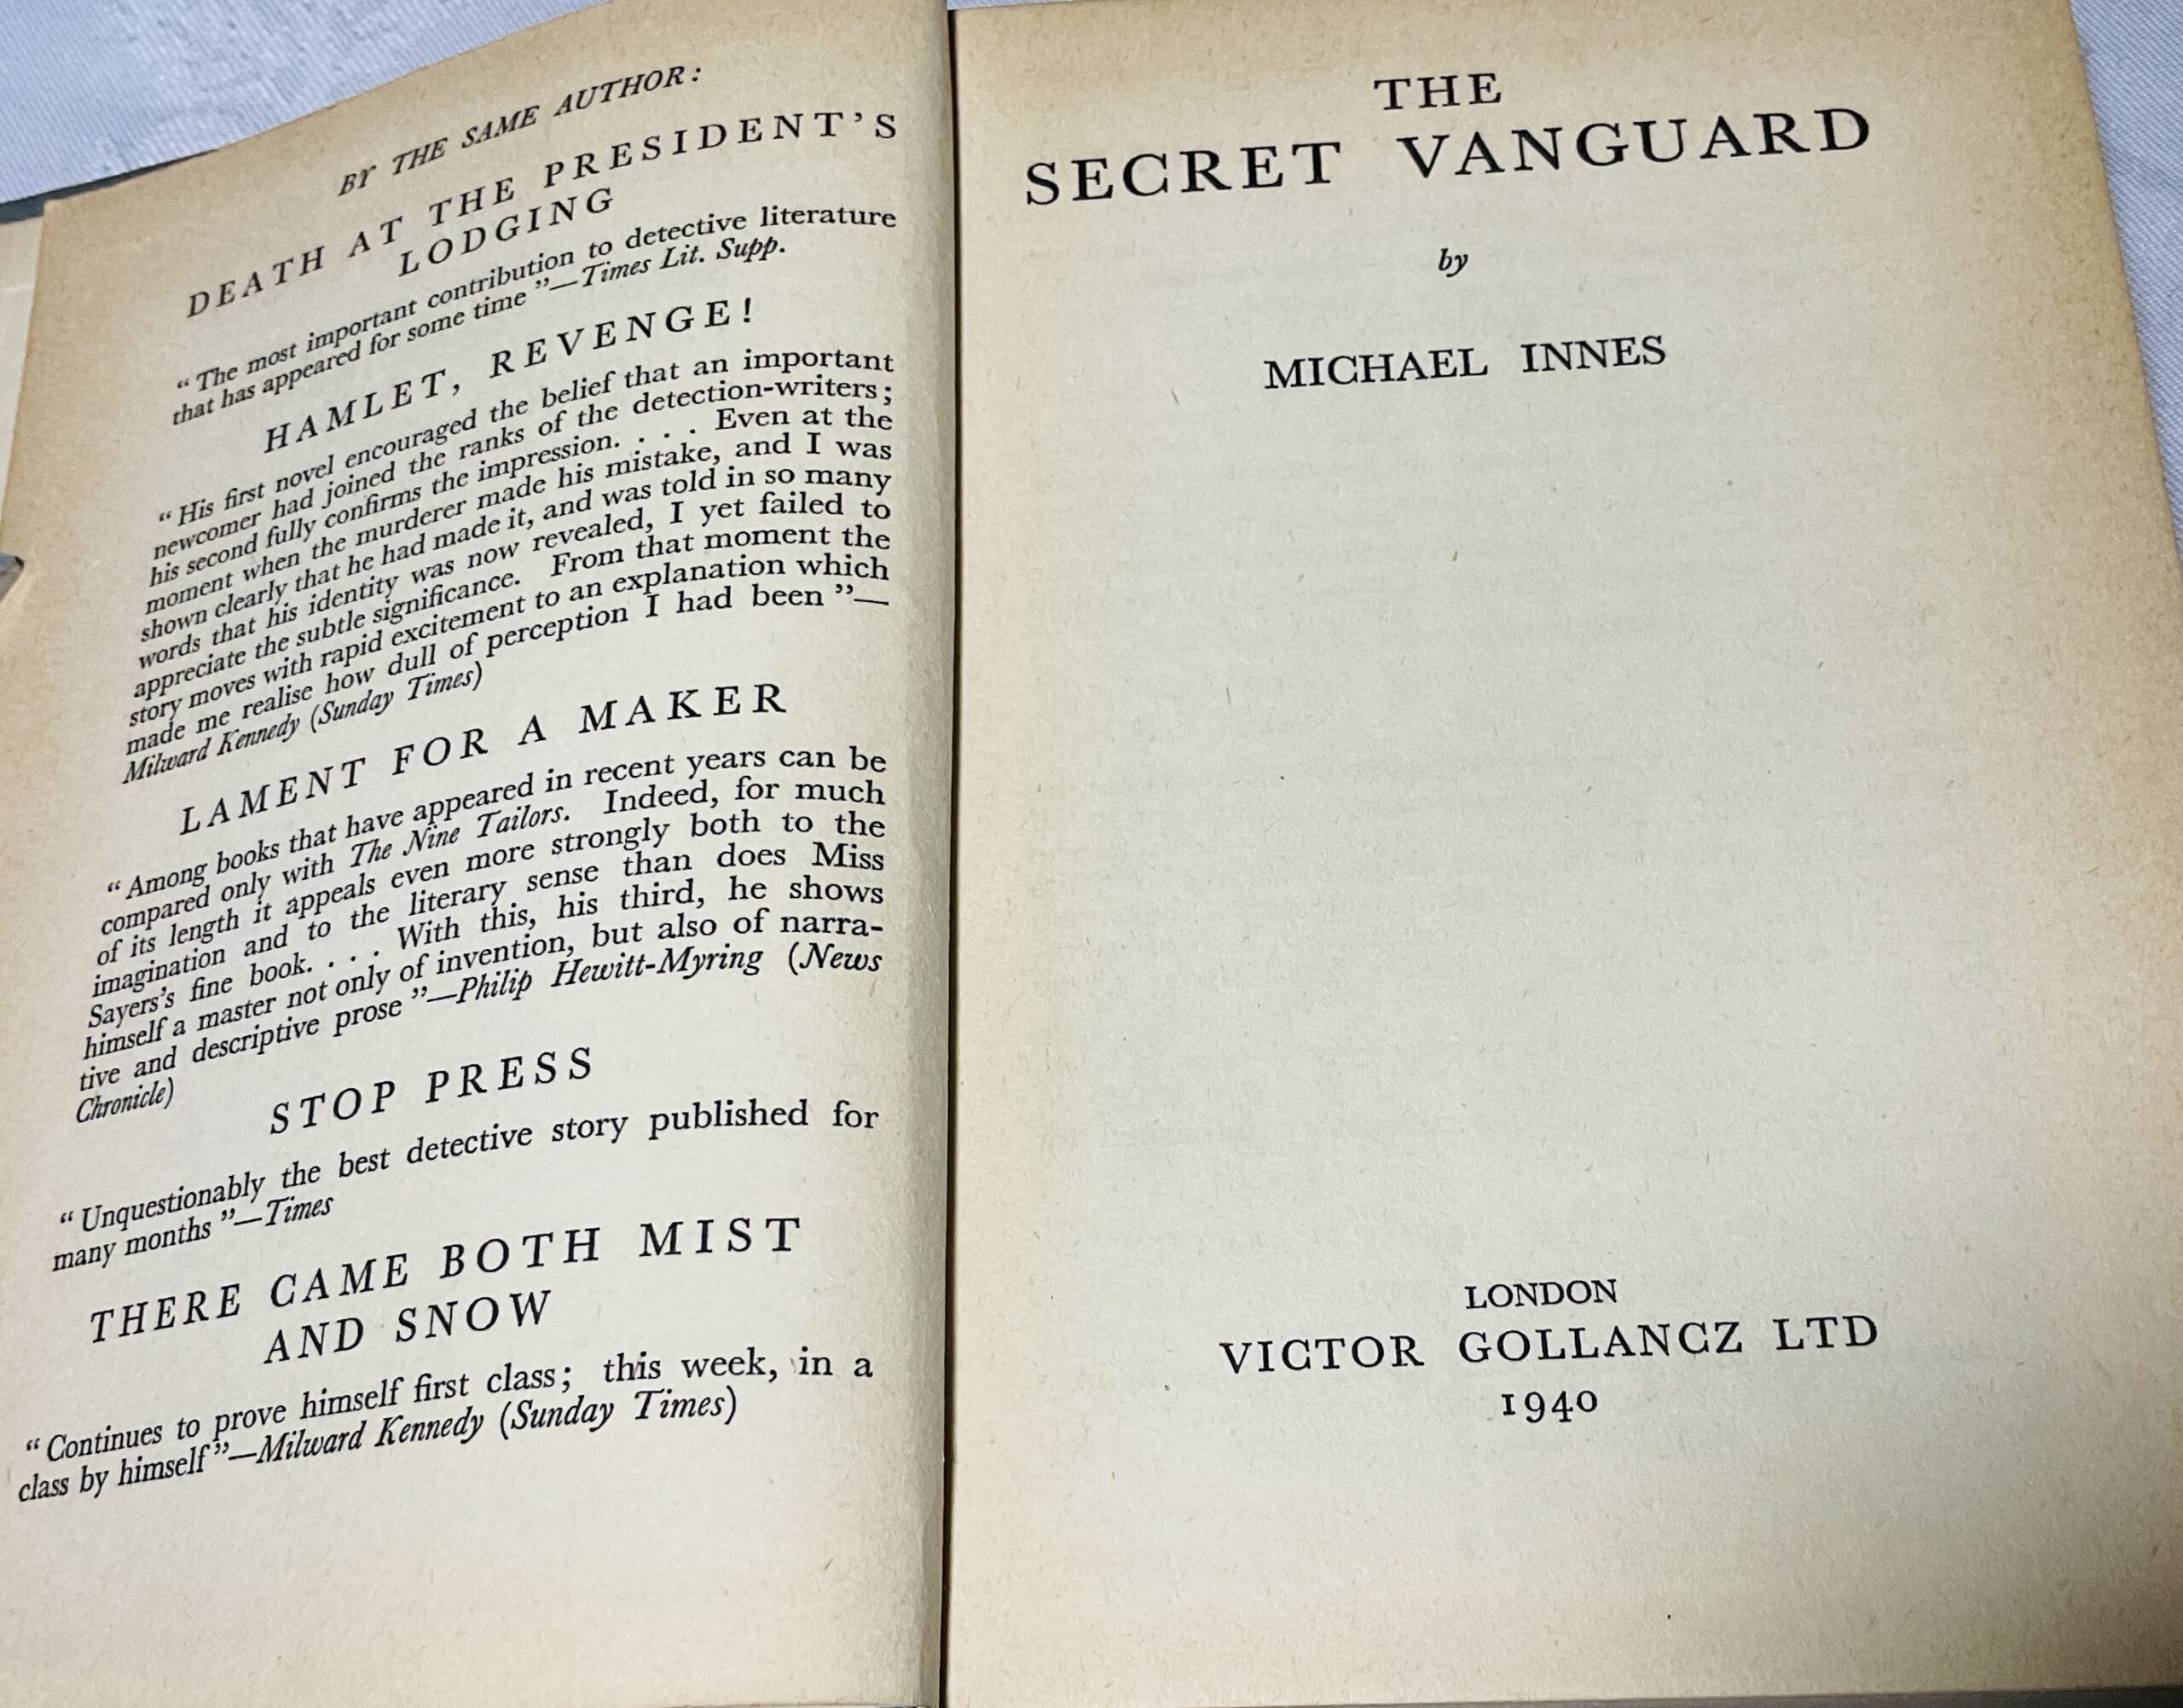 BY THE SAME AUTHOR:
DEATH AT THE PRESIDENT'S
LODGING
“The most important contribution to detective literature
that has appeared for some time”—Times Lit. Supp.
HAMLET, REVENGE!
“His first novel encouraged the belief that an important
newcomer had joined the ranks of the detection-writers;
his second fully confirms the impression. . . . Even at the
moment when the murderer made his mistake, and I was
shown clearly that he had made it, and was told in so many
words that his identity was now revealed, I yet failed to
appreciate the subtle significance. From that moment the
story moves with rapid excitement to an explanation which
made me realise how dull of perception I had been”—
Milward Kennedy (Sunday Times)
LAMENT FOR A MAKER
“Among books that have appeared in recent years can be
compared only with The Nine Tailors. Indeed, for much
of its length it appeals even more strongly both to the
imagination and to the literary sense than does Miss
Sayers's fine book. . . . With this, his third, he shows
himself a master not only of invention, but also of narra-
tive and descriptive prose”—Philip Hewitt-Myring (News
Chronicle)
STOP PRESS
“Unquestionably the best detective story published for
many months”—Times
THERE CAME BOTH MIST
AND SNOW
“Continues to prove himself first class; this week, in a
class by himself”—Milward Kennedy (Sunday Times)
THE
SECRET VANGUARD
by
MICHAEL INNES
LONDON
VICTOR GOLLANCZ LTD
1940